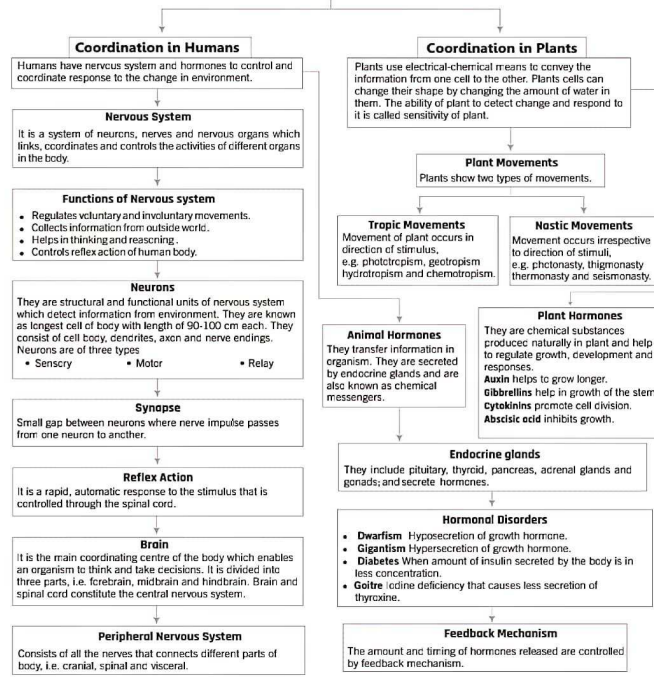 Coordination in Humans
Humans have nervous system and hormones to control and
coordinate response to the change in environment.
Nervous System
It is a system of neurons, nerves and nervous organs which
links, coordinates and controls the activities of different organs
in the body.
Functions of Nervous system
• Regulates voluntary and involuntary movements.
• Collects information from outside world.
• Helps in thinking and reasoning.
• Controls reflex action of human body.
Neurons
They are structural and functional units of nervous system
which detect information from environment. They are known
as longest cell of body with length of 90-100 cm each. They
consist of cell body, dendrites, axon and nerve endings.
Neurons are of three types
• Sensory • Motor • Relay
Synapse
Small gap between neurons where nerve impulse passes
from one neuron to another.
Reflex Action
It is a rapid, automatic response to the stimulus that is
controlled through the spinal cord.
Brain
It is the main coordinating centre of the body which enables
an organism to think and take decisions. It is divided into
three parts, i.e. forebrain, midbrain and hindbrain. Brain and
spinal cord constitute the central nervous system.
Peripheral Nervous System
Consists of all the nerves that connects different parts of
body, i.e. cranial, spinal and visceral.
Coordination in Plants
Plants use electrical-chemical means to convey the
information from one cell to the other. Plants cells can
change their shape by changing the amount of water in
them. The ability of plant to detect change and respond to
it is called sensitivity of plant.
Plant Movements
Plants show two types of movements.
Tropic Movements
Movement of plant occurs in
direction of stimulus,
e.g. phototropism, geotropism
hydrotropism and chemotropism.
Nastic Movements
Movement occurs irrespective
to direction of stimuli,
e.g. photonasty, thigmonasty
thermonasty and seismonasty.
Plant Hormones
They are chemical substances
produced naturally in plant and help
to regulate growth, development and
responses.
Auxin helps to grow longer.
Gibbrellins help in growth of the stem
Cytokinins promote cell division.
Abscisic acid inhibits growth.
Animal Hormones
They transfer information in
organism. They are secreted
by endocrine glands and are
also known as chemical
messengers.
Endocrine glands
They include pituitary, thyroid, pancreas, adrenal glands and
gonads; and secrete hormones.
Hormonal Disorders
• Dwarfism Hyposecretion of growth hormone.
• Gigantism Hypersecretion of growth hormone.
• Diabetes When amount of insulin secreted by the body is in
less concentration.
• Goitre Iodine deficiency that causes less secretion of
thyroxine.
Feedback Mechanism
The amount and timing of hormones released are controlled
by feedback mechanism.